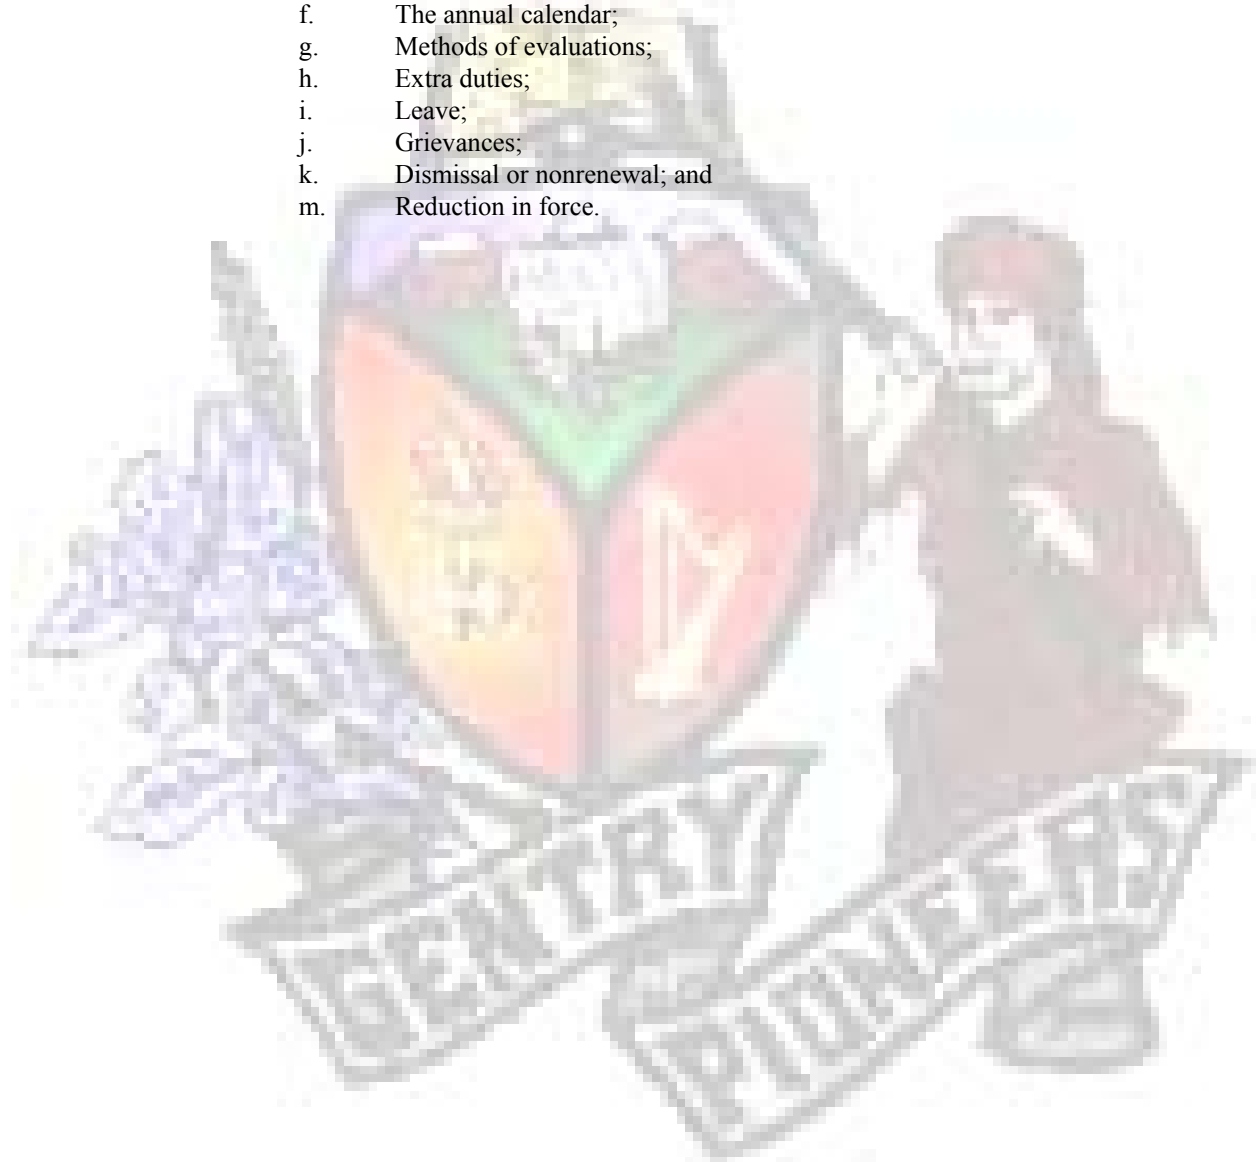 f. The annual calendar;
g. Methods of evaluations;
h. Extra duties;
i. Leave;
j. Grievances;
k. Dismissal or nonrenewal; and
m. Reduction in force.
GENTRY
PIONEERS